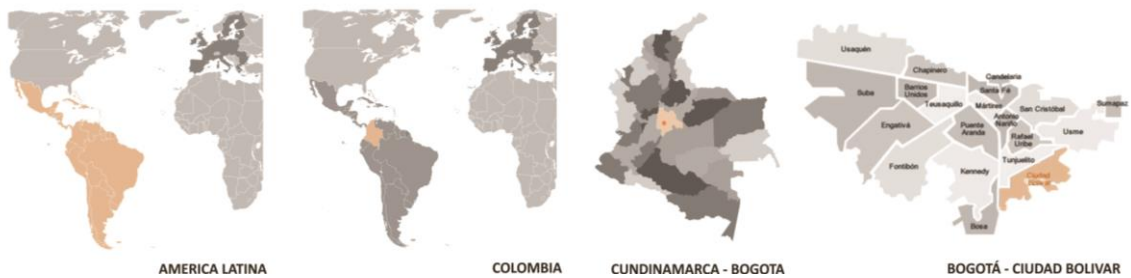 Usaquén
Chapinero
Candelaria
Barrios
Unidos
Santa Fé
Suba
Teusaquillo
Mártires
San Cristóbal
Sumapaz
Antonio
Nariño
Engativá
Puente
Aranda
Rafael
Uribe
Usme
Fontibón
Kennedy
Tunjuelito
Ciudad
Bolívar
Bosa
AMERICA LATINA
COLOMBIA
CUNDINAMARCA - BOGOTA
BOGOTÁ - CIUDAD BOLIVAR